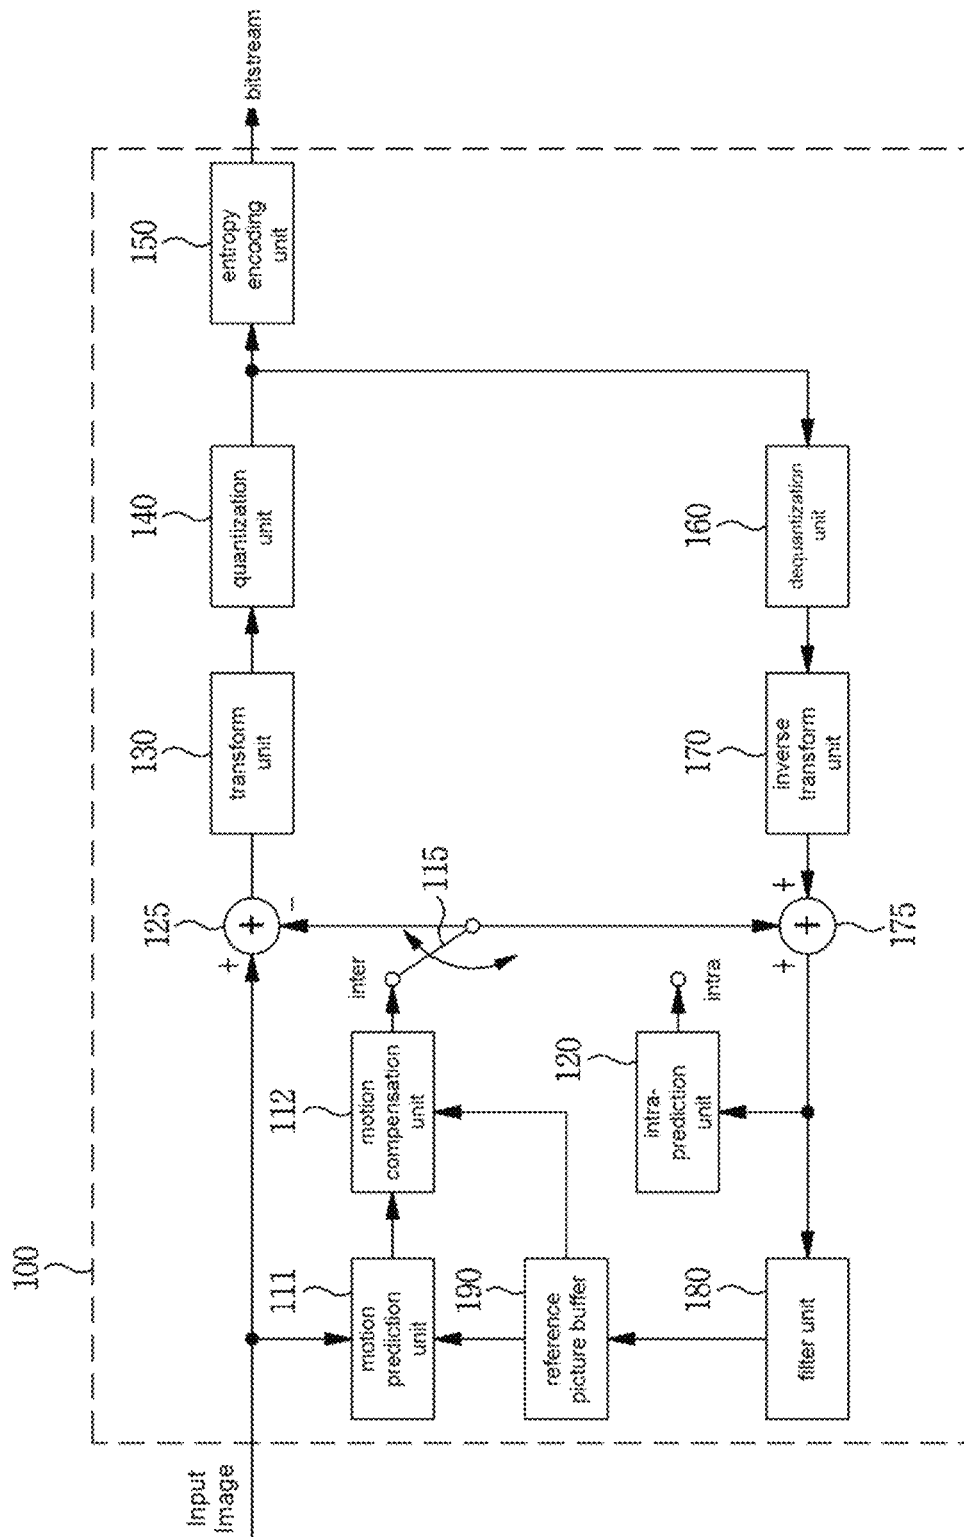 100
Input
Image
+
125
+
-
130
transform
unit
140
quantization
unit
150
entropy
encoding
unit
bitstream
111
motion
prediction
unit
112
motion
compensation
unit
inter
115
190
reference
picture buffer
120
intra-
prediction
unit
intra
180
filter unit
+
+
+
175
170
inverse
transform
unit
160
dequantization
unit